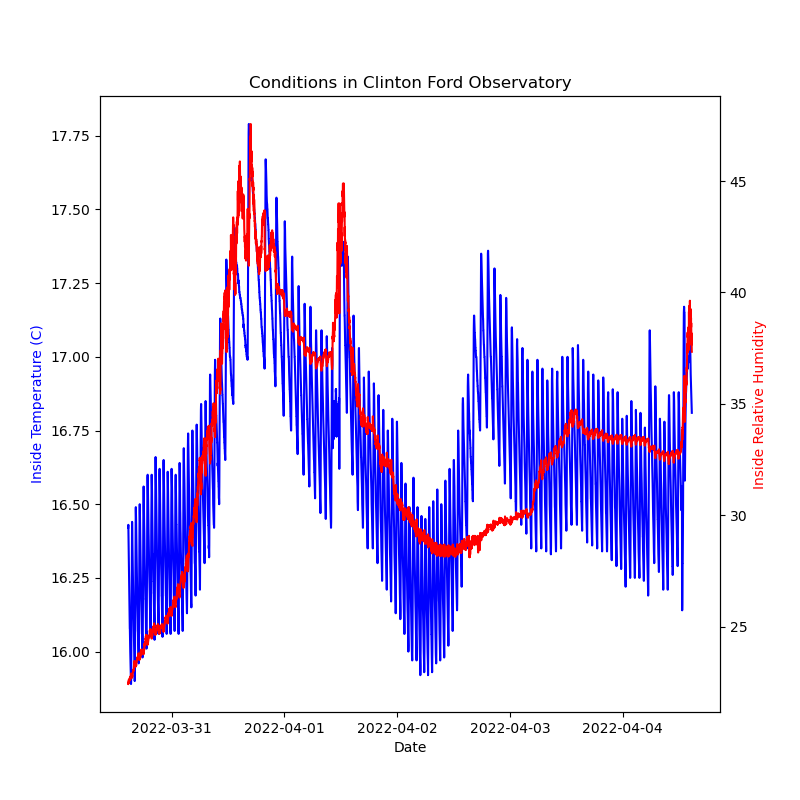 Conditions in Clinton Ford Observatory
17.75
17.50
17.25
17.00
16.75
16.50
16.25
16.00
Inside Temperature (C)
45
40
35
30
25
Inside Relative Humidity
2022-03-31 2022-04-01 2022-04-02 2022-04-03 2022-04-04
Date